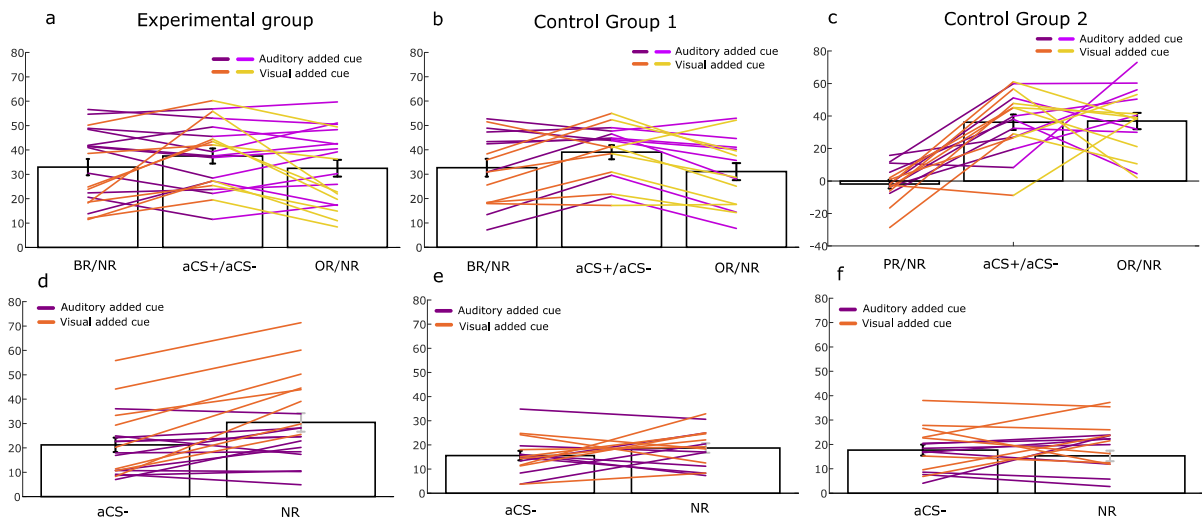 a
Experimental group
b
Control Group 1
c
Control Group 2
80
70
60
50
40
30
20
10
0
Auditory added cue
Visual added cue
BR/NR
aCS+/aCS-
OR/NR
80
70
60
50
40
30
20
10
0
Auditory added cue
Visual added cue
BR/NR
aCS+/aCS-
OR/NR
80
60
40
20
0
−20
−40
Auditory added cue
Visual added cue
PR/NR
aCS+/aCS-
OR/NR
d
80
70
60
50
40
30
20
10
0
Auditory added cue
Visual added cue
aCS-
NR
e
80
70
60
50
40
30
20
10
0
Auditory added cue
Visual added cue
aCS-
NR
f
80
70
60
50
40
30
20
10
0
Auditory added cue
Visual added cue
aCS-
NR